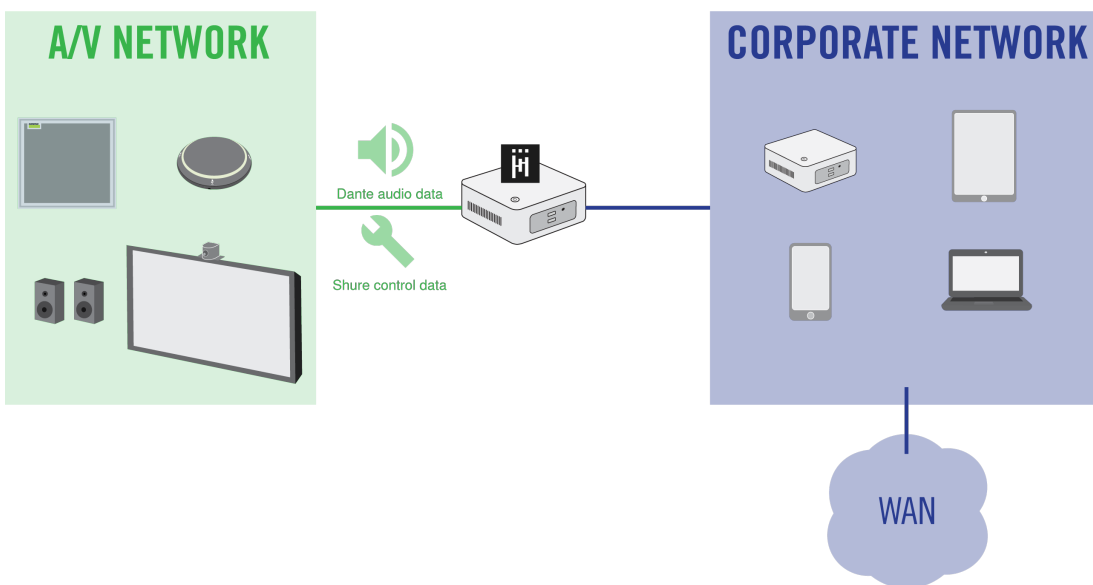 A/V NETWORK
CORPORATE NETWORK
Dante audio data
Shure control data
WAN